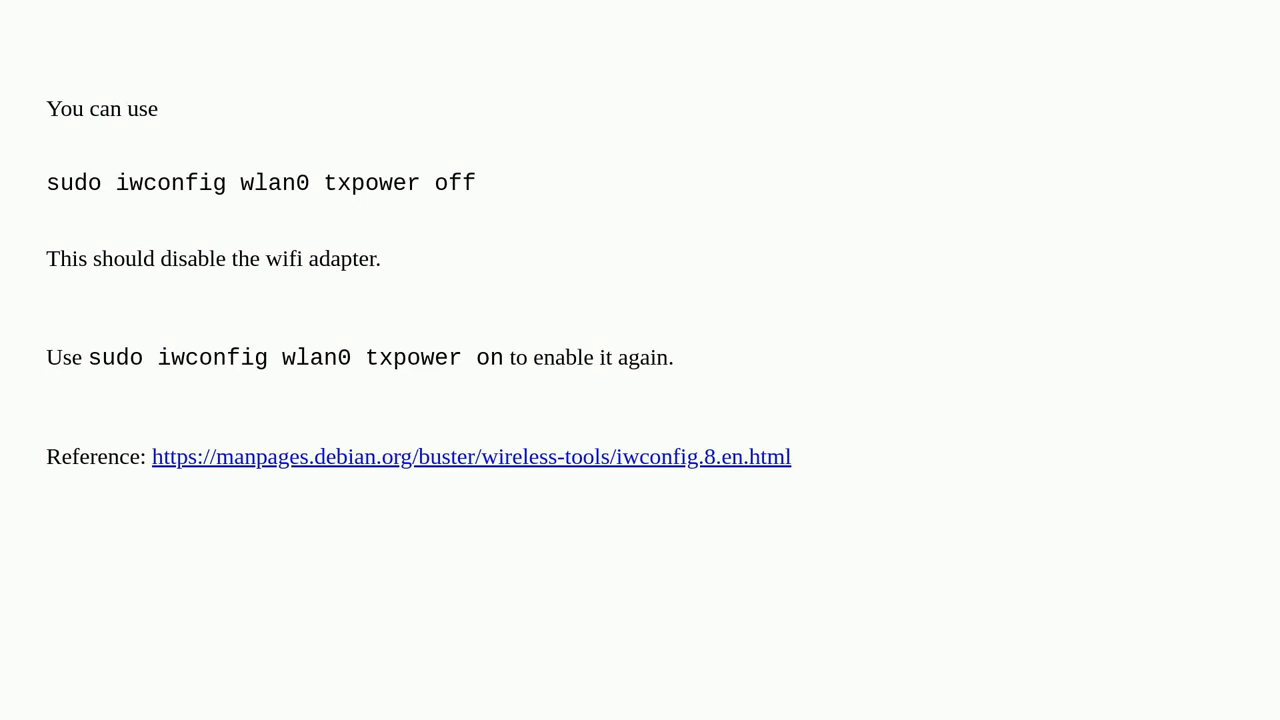 You can use
sudo iwconfig wlan0 txpower off
This should disable the wifi adapter.
Use sudo iwconfig wlan0 txpower on to enable it again.
Reference: https://manpages.debian.org/buster/wireless-tools/iwconfig.8.en.html